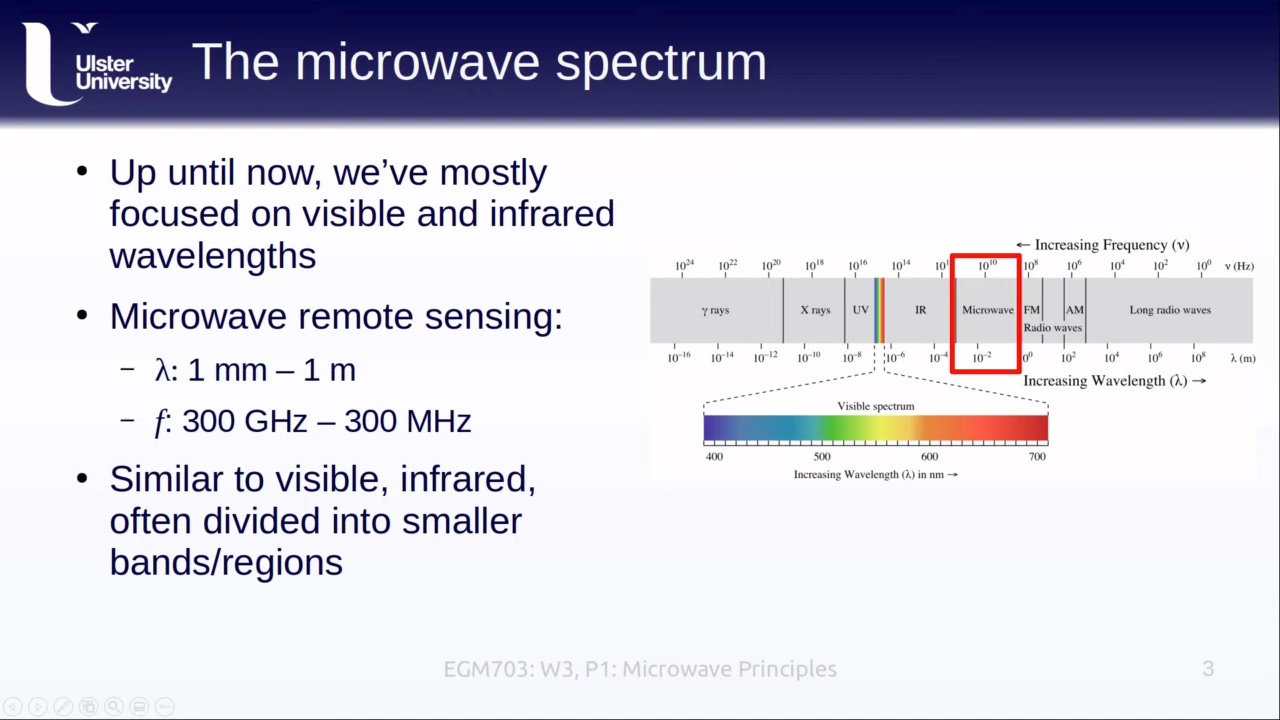 Ulster
University
The microwave spectrum
• Up until now, we’ve mostly
focused on visible and infrared
wavelengths
• Microwave remote sensing:
– λ: 1 mm – 1 m
– f: 300 GHz – 300 MHz
• Similar to visible, infrared,
often divided into smaller
bands/regions
← Increasing Frequency (ν)
10²⁴ 10²² 10²⁰ 10¹⁸ 10¹⁶ 10¹⁴ 10¹⁰ 10⁸ 10⁶ 10⁴ 10² 10⁰ ν (Hz)
γ rays X rays UV IR Microwave FM AM Long radio waves
Radio waves
10⁻¹⁶ 10⁻¹⁴ 10⁻¹² 10⁻¹⁰ 10⁻⁸ 10⁻⁶ 10⁻⁴ 10⁻² 10⁰ 10² 10⁴ 10⁶ 10⁸ λ (m)
Increasing Wavelength (λ) →
Visible spectrum
400 500 600 700
Increasing Wavelength (λ) in nm →
EGM703: W3, P1: Microwave Principles
3